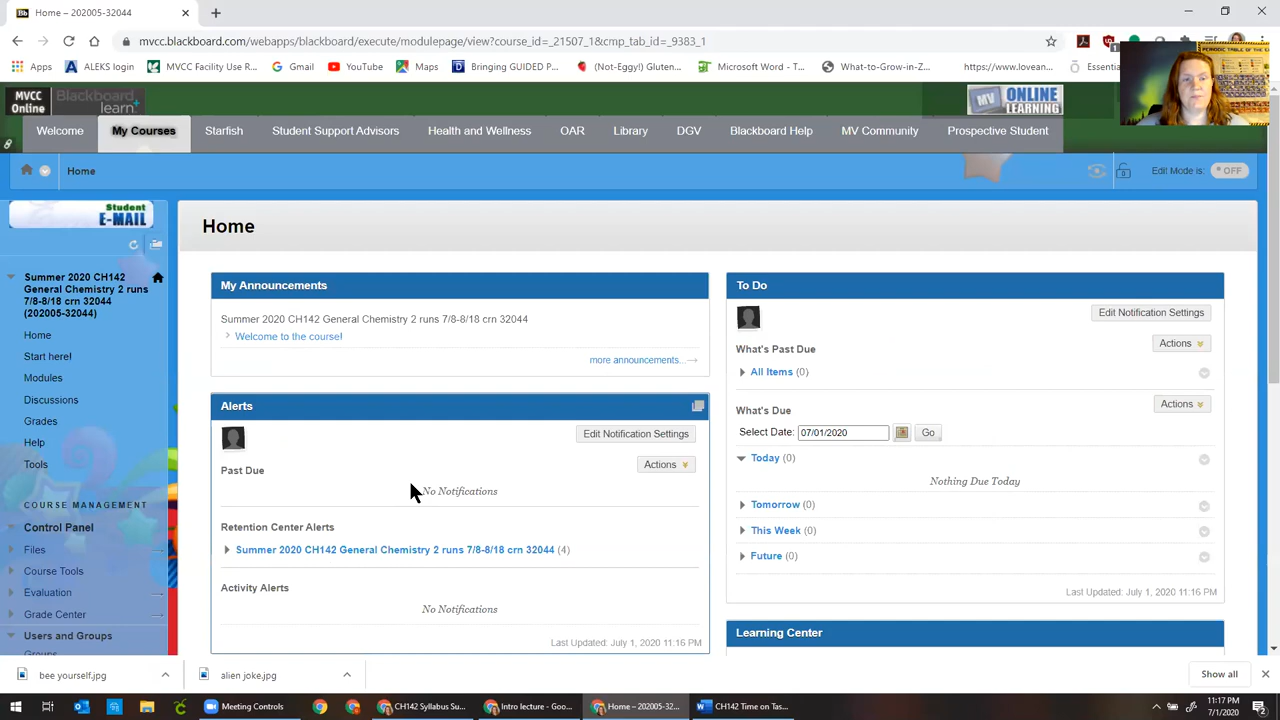 Home – 202005-32044
mvcc.blackboard.com/webapps/blackboard/execute/modulepage/view?course_id=_21507_1&cmp_tab_id=_9383_1
Apps ALEKS login MVCC Facility Use R... Gmail Maps Bringing GUIDED P... (Not-Eggy!) Gluten... Microsoft Word - T... What-to-Grow-in-Z... https://www.lovean... Essentia
MVCC Online Blackboard learn+ MV ONLINE LEARNING
Welcome My Courses Starfish Student Support Advisors Health and Wellness OAR Library DGV Blackboard Help MV Community Prospective Student
Home Edit Mode is: OFF
Student E-MAIL
Summer 2020 CH142
General Chemistry 2 runs
7/8-8/18 crn 32044
(202005-32044)
Home
Start here!
Modules
Discussions
Grades
Help
Tools
COURSE MANAGEMENT
Control Panel
Files
Course Tools
Evaluation
Grade Center
Users and Groups
Groups
Home
My Announcements
Summer 2020 CH142 General Chemistry 2 runs 7/8-8/18 crn 32044
Welcome to the course!
more announcements...
Alerts
Edit Notification Settings
Actions
Past Due
No Notifications
Retention Center Alerts
Summer 2020 CH142 General Chemistry 2 runs 7/8-8/18 crn 32044 (4)
Activity Alerts
No Notifications
Last Updated: July 1, 2020 11:16 PM
To Do
Edit Notification Settings
Actions
What's Past Due
All Items (0)
Actions
What's Due
Select Date: 07/01/2020 Go
Today (0)
Nothing Due Today
Tomorrow (0)
This Week (0)
Future (0)
Last Updated: July 1, 2020 11:16 PM
Learning Center
bee yourself.jpg alien joke.jpg Show all
Meeting Controls CH142 Syllabus Su... Intro lecture - Goo... Home – 202005-32... CH142 Time on Tas... 11:17 PM
7/1/2020